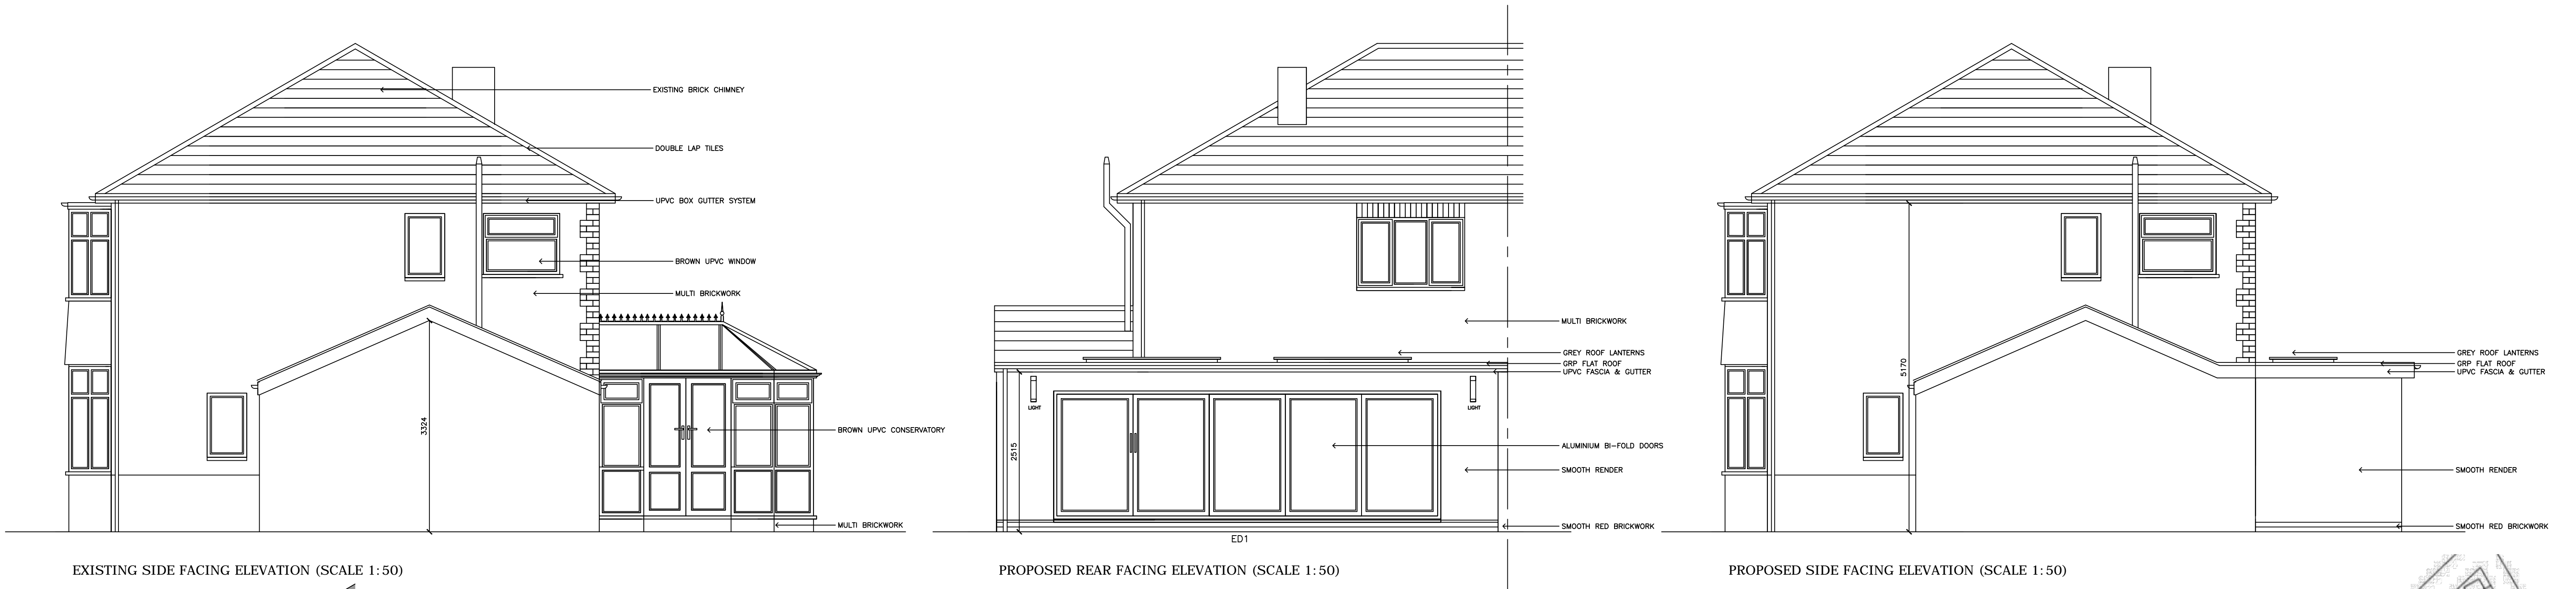 EXISTING BRICK CHIMNEY
DOUBLE LAP TILES
UPVC BOX GUTTER SYSTEM
BROWN UPVC WINDOW
MULTI BRICKWORK
3324
BROWN UPVC CONSERVATORY
MULTI BRICKWORK
EXISTING SIDE FACING ELEVATION (SCALE 1:50)
MULTI BRICKWORK
GREY ROOF LANTERNS
GRP FLAT ROOF
UPVC FASCIA & GUTTER
LIGHT
LIGHT
2515
ALUMINIUM BI-FOLD DOORS
SMOOTH RENDER
SMOOTH RED BRICKWORK
ED1
PROPOSED REAR FACING ELEVATION (SCALE 1:50)
5170
GREY ROOF LANTERNS
GRP FLAT ROOF
UPVC FASCIA & GUTTER
SMOOTH RENDER
SMOOTH RED BRICKWORK
PROPOSED SIDE FACING ELEVATION (SCALE 1:50)